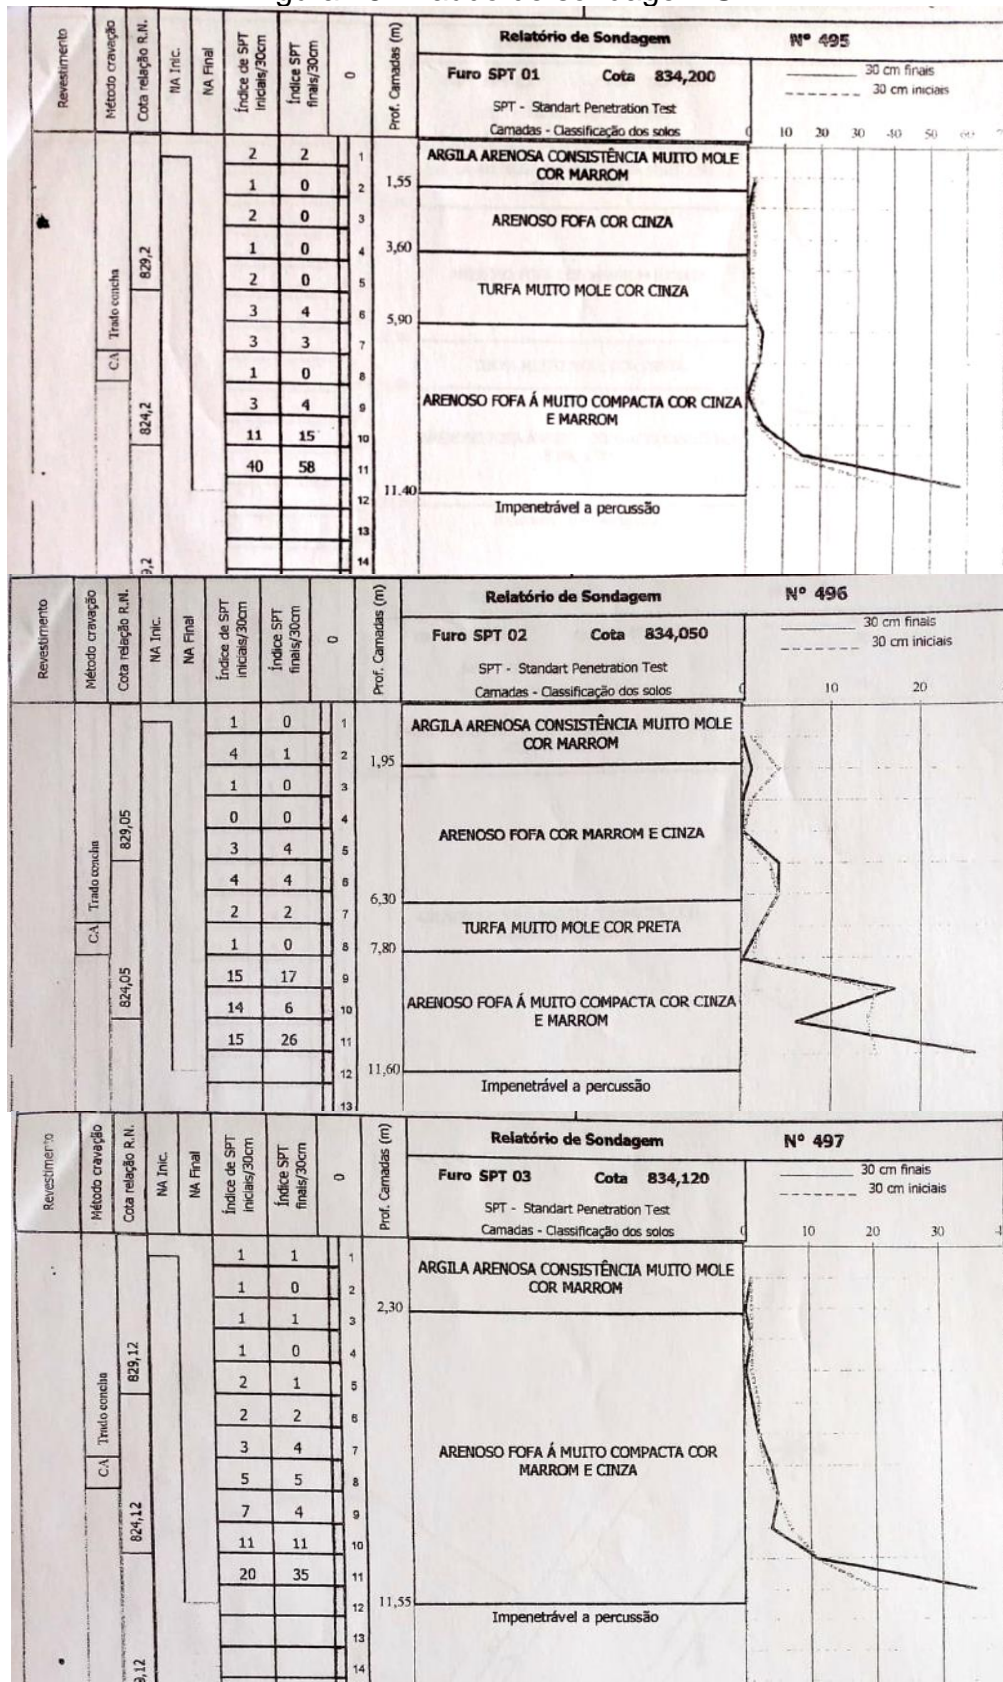 Revestimento
Método cravação
Cota relação R.N.
NA Inic.
NA Final
Índice de SPT
iniciais/30cm
Índice SPT
finais/30cm
0
Prof. Camadas (m)
Relatório de Sondagem
Nº 495
Furo SPT 01 Cota 834,200
30 cm finais
30 cm iniciais
SPT - Standart Penetration Test
Camadas - Classificação dos solos
0 10 20 30 40 50 60
2 2 1
1 0 2
2 0 3
1 0 4
2 0 5
3 4 6
3 3 7
1 0 8
3 4 9
11 15 10
40 58 11
12
13
14
Trado concha
CA
829,2
824,2
9,2
ARGILA ARENOSA CONSISTÊNCIA MUITO MOLE
COR MARROM
1,55
ARENOSO FOFA COR CINZA
3,60
TURFA MUITO MOLE COR CINZA
5,90
ARENOSO FOFA Á MUITO COMPACTA COR CINZA
E MARROM
11.40
Impenetrável a percussão
Revestimento
Método cravação
Cota relação R.N.
NA Inic.
NA Final
Índice de SPT
iniciais/30cm
Índice SPT
finais/30cm
0
Prof. Camadas (m)
Relatório de Sondagem
Nº 496
Furo SPT 02 Cota 834,050
30 cm finais
30 cm iniciais
SPT - Standart Penetration Test
Camadas - Classificação dos solos
0 10 20
1 0 1
4 1 2
1 0 3
0 0 4
3 4 5
4 4 6
2 2 7
1 0 8
15 17 9
14 6 10
15 26 11
12
13
Trado concha
CA
829,05
824,05
ARGILA ARENOSA CONSISTÊNCIA MUITO MOLE
COR MARROM
1,95
ARENOSO FOFA COR MARROM E CINZA
6,30
TURFA MUITO MOLE COR PRETA
7,80
ARENOSO FOFA Á MUITO COMPACTA COR CINZA
E MARROM
11,60
Impenetrável a percussão
Revestimento
Método cravação
Cota relação R.N.
NA Inic.
NA Final
Índice de SPT
iniciais/30cm
Índice SPT
finais/30cm
0
Prof. Camadas (m)
Relatório de Sondagem
Nº 497
Furo SPT 03 Cota 834,120
30 cm finais
30 cm iniciais
SPT - Standart Penetration Test
Camadas - Classificação dos solos
0 10 20 30
1 1 1
1 0 2
1 1 3
1 0 4
2 1 5
2 2 6
3 4 7
5 5 8
7 4 9
11 11 10
20 35 11
12
13
14
Trado concha
CA
829,12
824,12
9,12
ARGILA ARENOSA CONSISTÊNCIA MUITO MOLE
COR MARROM
2,30
ARENOSO FOFA Á MUITO COMPACTA COR
MARROM E CINZA
11,55
Impenetrável a percussão